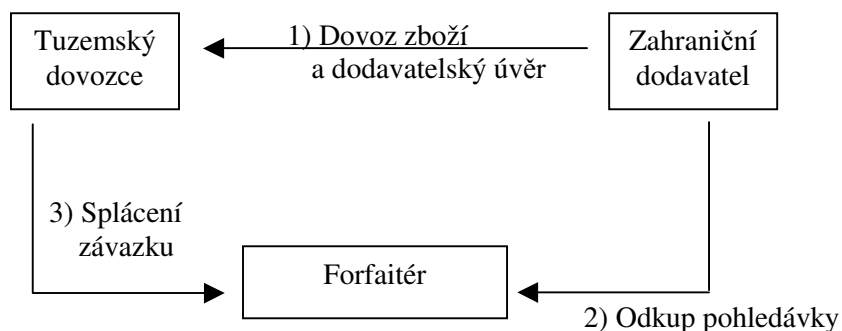 Tuzemský
dovozce
1) Dovoz zboží
a dodavatelský úvěr
Zahraniční
dodavatel
3) Splácení
závazku
Forfaitér
2) Odkup pohledávky